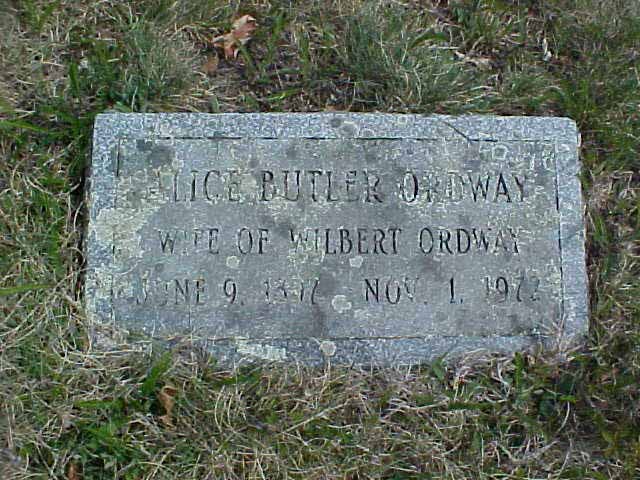 ALICE BUTLER ORDWAY
WIFE OF WILBERT ORDWAY
JUNE 9, NOV. 1, 1972